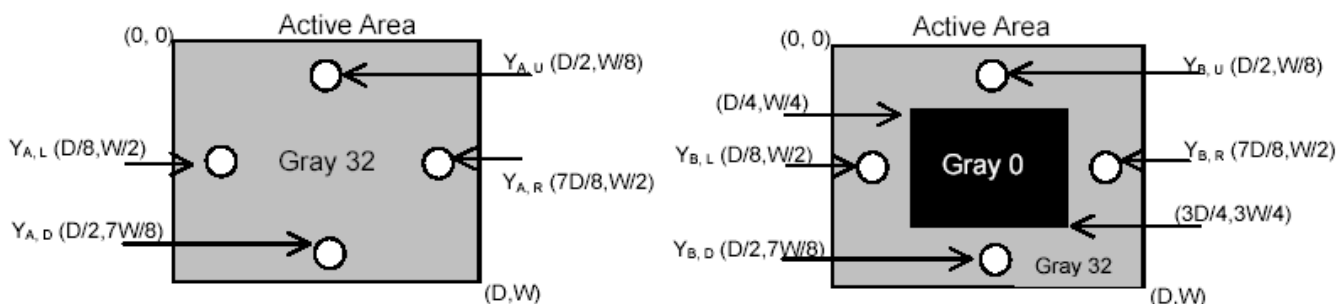 Active Area
(0, 0)
Y_A, U (D/2,W/8)
Y_A, L (D/8,W/2)
Gray 32
Y_A, R (7D/8,W/2)
Y_A, D (D/2,7W/8)
(D,W)
Active Area
(0, 0)
Y_B, U (D/2,W/8)
(D/4,W/4)
Y_B, L (D/8,W/2)
Gray 0
Y_B, R (7D/8,W/2)
(3D/4,3W/4)
Y_B, D (D/2,7W/8)
Gray 32
(D,W)